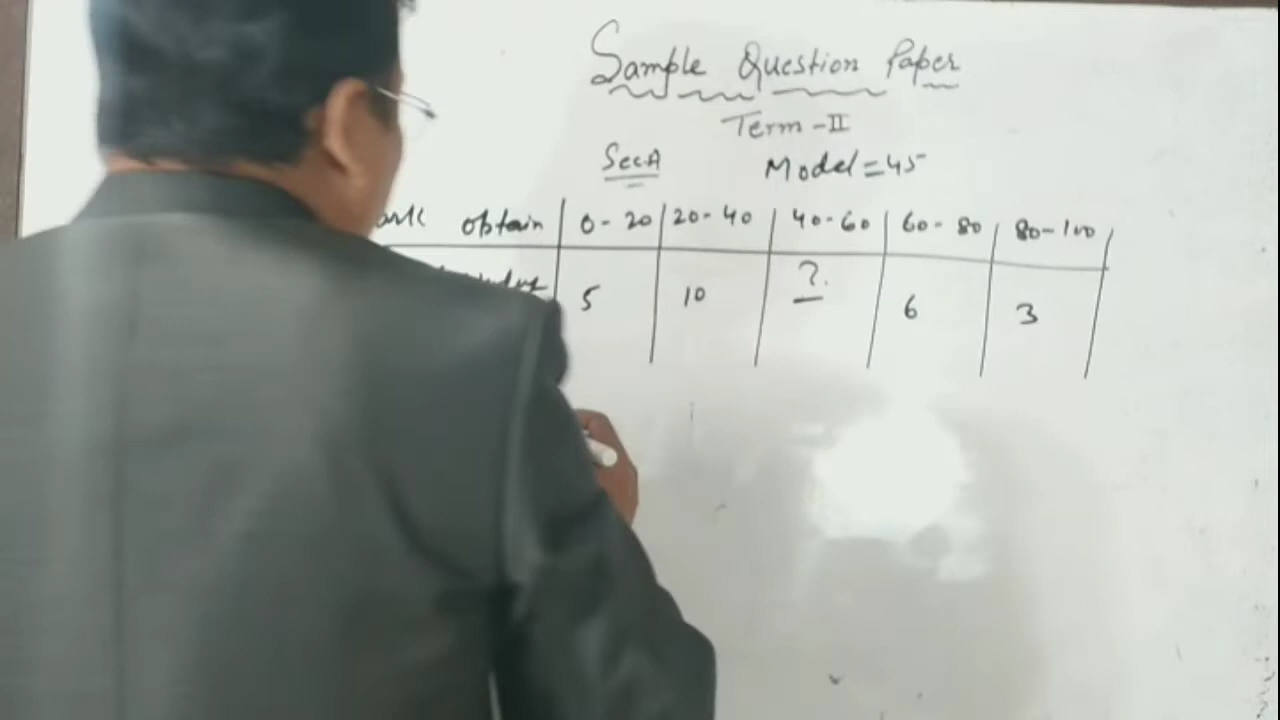 Sample Question Paper
Term-II
Sec A Model = 45
obtain 0-20 20-40 40-60 60-80 80-100
5 10 ? 6 3